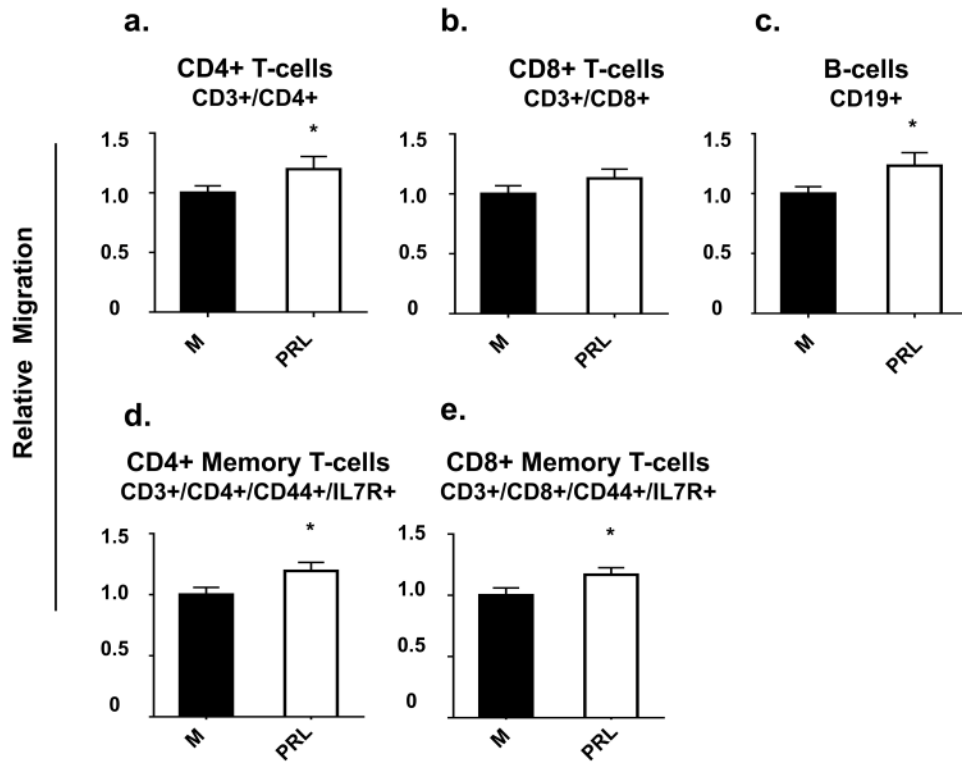 a.
CD4+ T-cells
CD3+/CD4+
*
1.5
1.0
0.5
0
M
PRL
b.
CD8+ T-cells
CD3+/CD8+
1.5
1.0
0.5
0
M
PRL
c.
B-cells
CD19+
*
1.5
1.0
0.5
0
M
PRL
Relative Migration
d.
CD4+ Memory T-cells
CD3+/CD4+/CD44+/IL7R+
*
1.5
1.0
0.5
0
M
PRL
e.
CD8+ Memory T-cells
CD3+/CD8+/CD44+/IL7R+
*
1.5
1.0
0.5
0
M
PRL